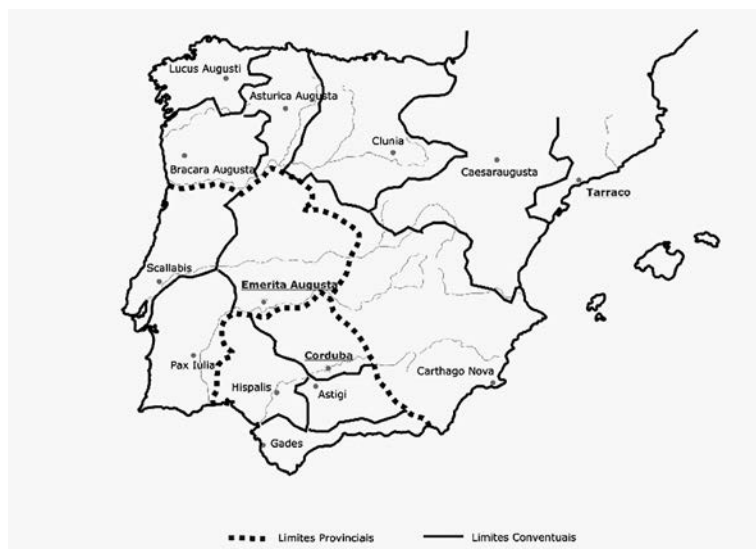 Lucus Augusti
Asturica Augusta
Clunia
Bracara Augusta
Caesaraugusta
Tarraco
Scallabis
Emerita Augusta
Pax Iulia
Corduba
Carthago Nova
Hispalis
Astigi
Gades
Limites Provinciais
Limites Conventuais